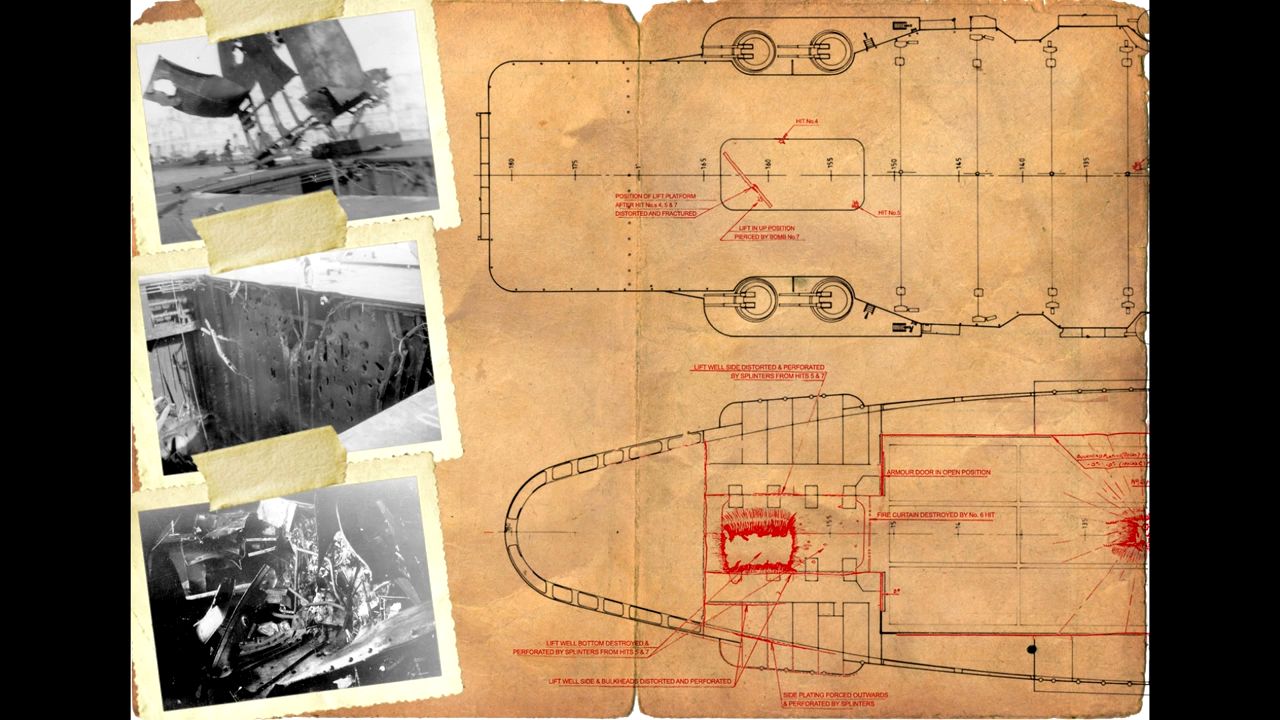 HIT No.4
180
175
165
160
155
150
145
140
135
POSITION OF LIFT PLATFORM
AFTER HIT No.s 4, 5 & 7
DISTORTED AND FRACTURED
HIT No.5
LIFT IN UP POSITION
PIERCED BY BOMB No.7
LIFT WELL SIDE DISTORTED & PERFORATED
BY SPLINTERS FROM HITS 5 & 7
ARMOUR DOOR IN OPEN POSITION
FIRE CURTAIN DESTROYED BY No. 6 HIT
155
135
LIFT WELL BOTTOM DESTROYED &
PERFORATED BY SPLINTERS FROM HITS 5 & 7
LIFT WELL SIDE & BULKHEADS DISTORTED AND PERFORATED
SIDE PLATING FORCED OUTWARDS
& PERFORATED BY SPLINTERS